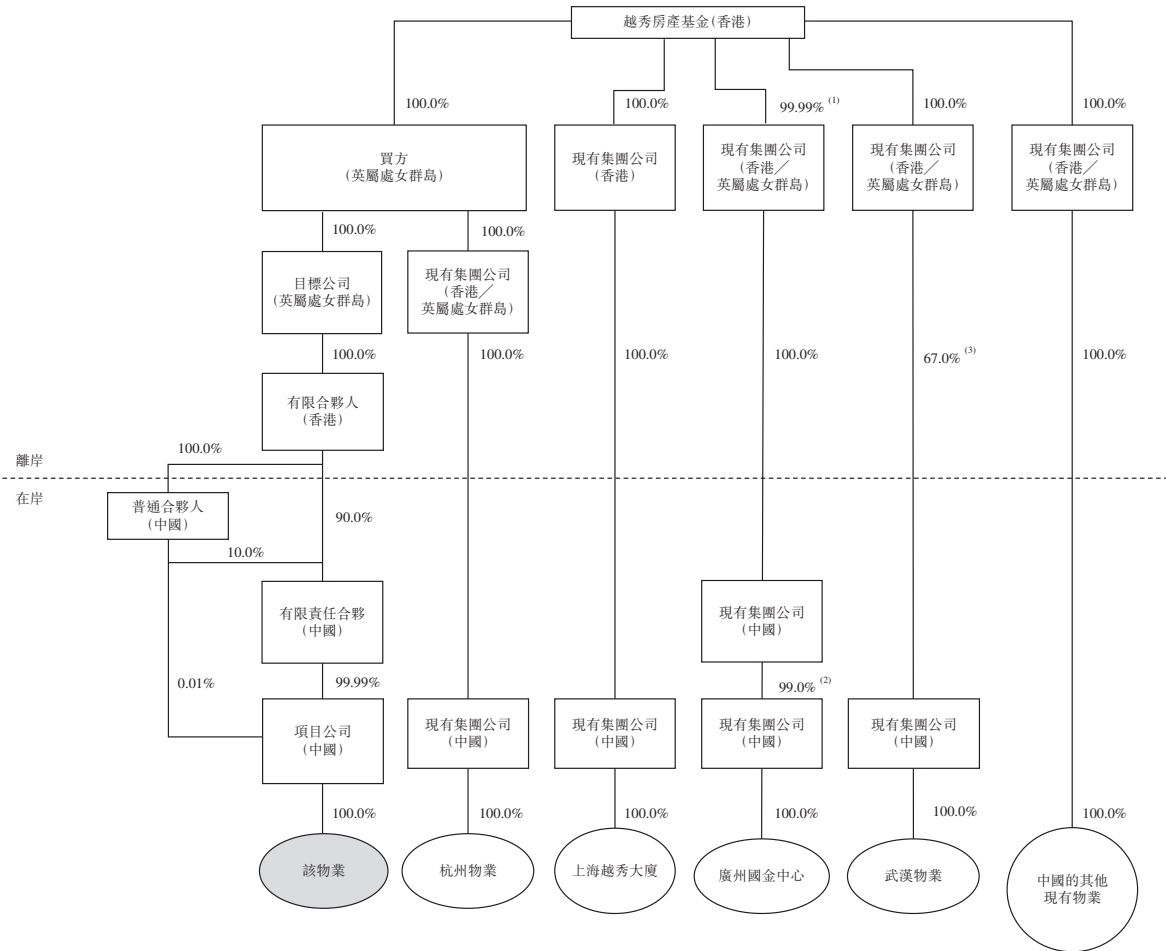 越秀房產基金(香港)
100.0%
100.0%
99.99% (1)
100.0%
100.0%
買方
(英屬處女群島)
現有集團公司
(香港)
現有集團公司
(香港／
英屬處女群島)
現有集團公司
(香港／
英屬處女群島)
現有集團公司
(香港／
英屬處女群島)
100.0%
100.0%
目標公司
(英屬處女群島)
現有集團公司
(香港／
英屬處女群島)
100.0%
100.0%
100.0%
100.0%
67.0% (3)
100.0%
有限合夥人
(香港)
100.0%
離岸
在岸
普通合夥人
(中國)
90.0%
10.0%
有限責任合夥
(中國)
現有集團公司
(中國)
0.01%
99.99%
99.0% (2)
項目公司
(中國)
現有集團公司
(中國)
現有集團公司
(中國)
現有集團公司
(中國)
現有集團公司
(中國)
100.0%
100.0%
100.0%
100.0%
100.0%
100.0%
該物業
杭州物業
上海越秀大廈
廣州國金中心
武漢物業
中國的其他
現有物業